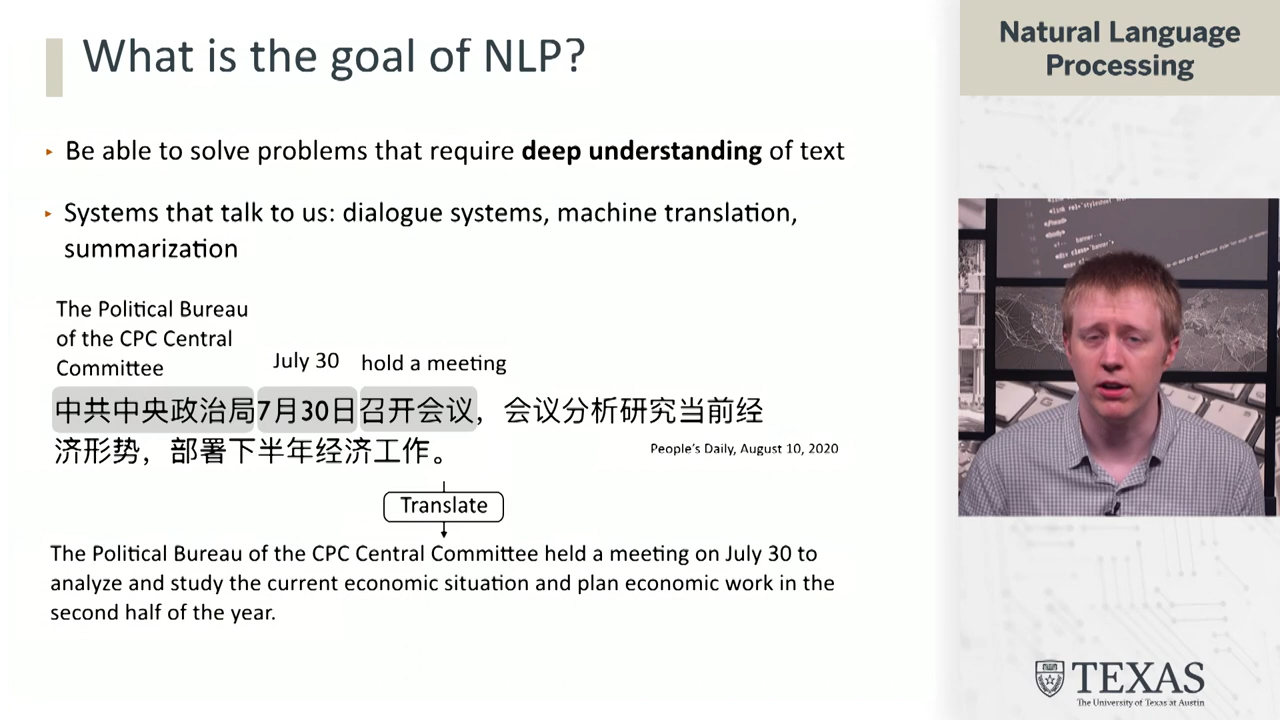 What is the goal of NLP?
Natural Language
Processing
‣ Be able to solve problems that require deep understanding of text
‣ Systems that talk to us: dialogue systems, machine translation,
summarization
The Political Bureau
of the CPC Central
Committee
July 30
hold a meeting
中共中央政治局7月30日召开会议，会议分析研究当前经
济形势，部署下半年经济工作。
People's Daily, August 10, 2020
Translate
The Political Bureau of the CPC Central Committee held a meeting on July 30 to
analyze and study the current economic situation and plan economic work in the
second half of the year.
TEXAS
The University of Texas at Austin